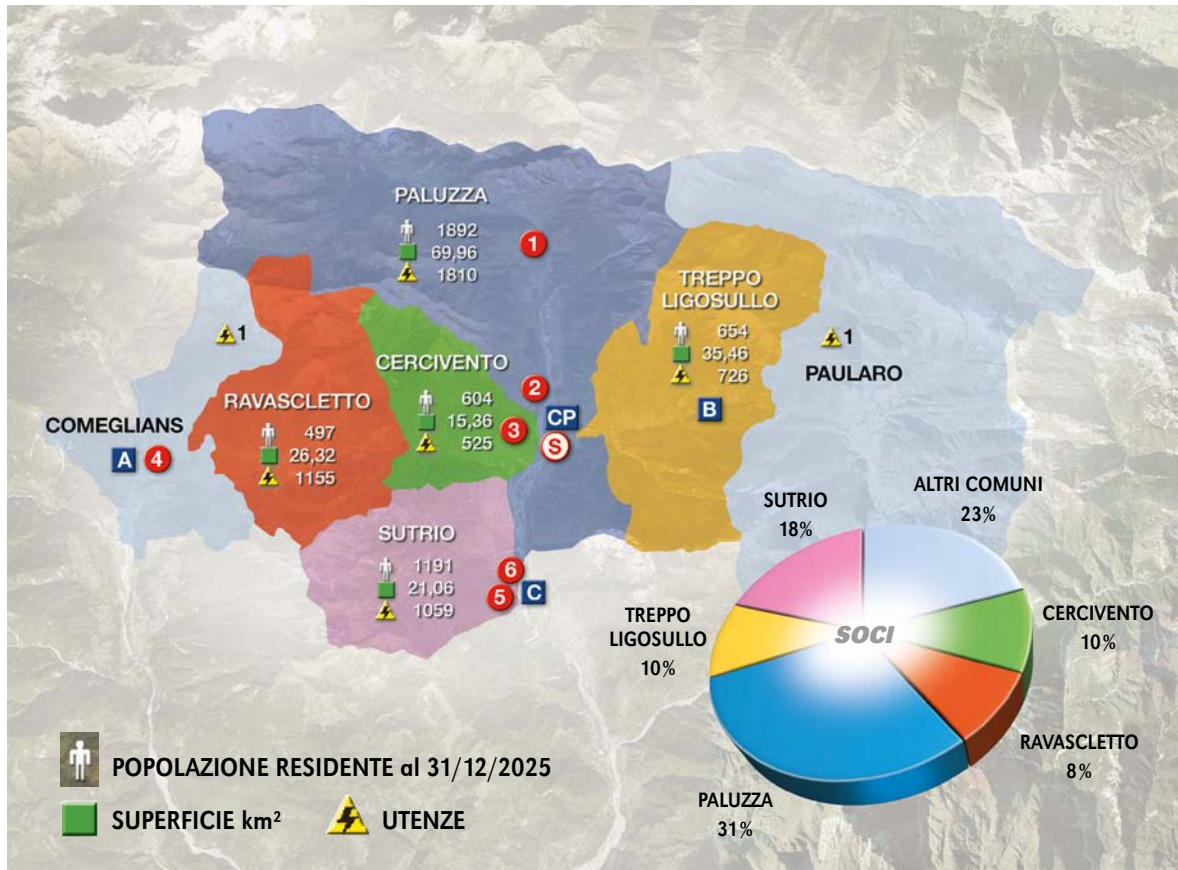 PALUZZA
1892
69,96
1810
1
TREPPO
LIGOSULLO
654
35,46
726
B
1
PAULARO
CERCIVENTO
604
15,36
525
2
3
CP
S
RAVASCLETTO
497
26,32
1155
1
COMEGLIANS
A
4
SUTRIO
1191
21,06
1059
6
5
C
SUTRIO
18%
ALTRI COMUNI
23%
CERCIVENTO
10%
RAVASCLETTO
8%
PALUZZA
31%
TREPPO
LIGOSULLO
10%
SOCI
POPOLAZIONE RESIDENTE al 31/12/2025
SUPERFICIE km²
UTENZE